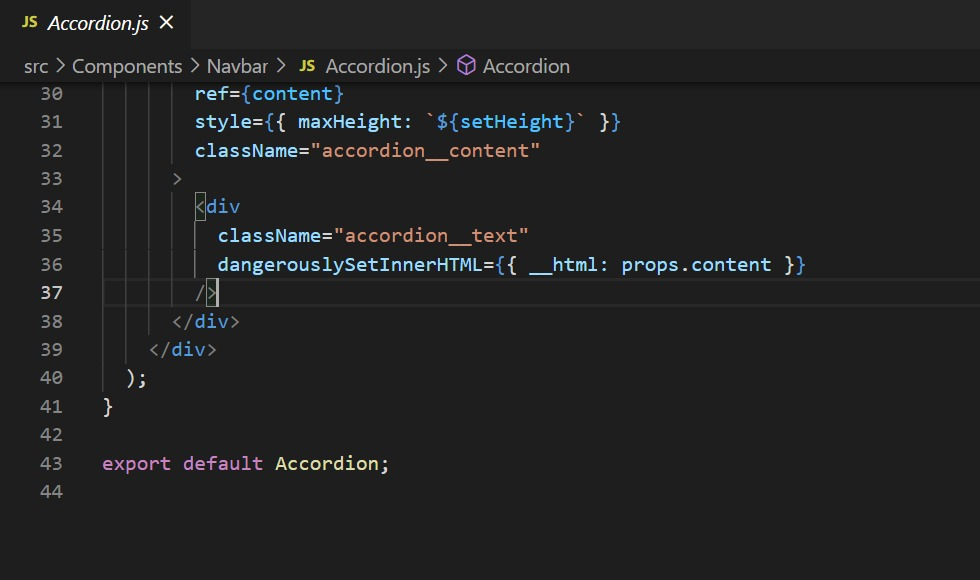 JS Accordion.js ×
src > Components > Navbar > JS Accordion.js > Accordion
30 ref={content}
31 style={{ maxHeight: `${setHeight}` }}
32 className="accordion__content"
33 >
34 <div
35 className="accordion__text"
36 dangerouslySetInnerHTML={{ __html: props.content }}
37 />
38 </div>
39 </div>
40 );
41 }
42
43 export default Accordion;
44